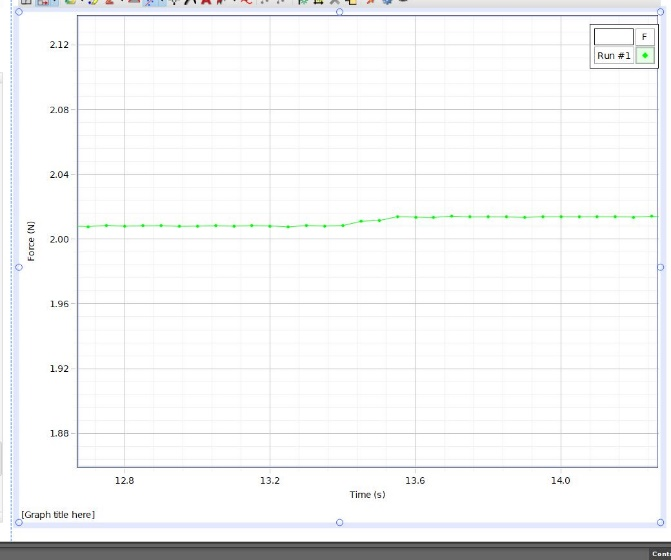 F
Run #1
2.12
2.08
2.04
2.00
1.96
1.92
1.88
Force (N)
12.8 13.2 13.6 14.0
Time (s)
[Graph title here]